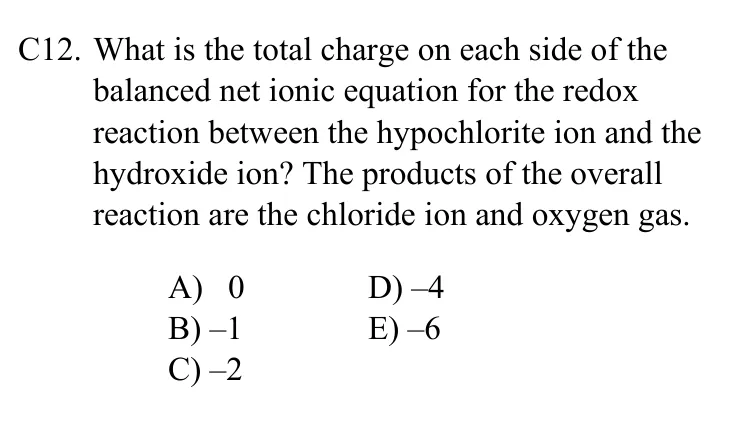 C12. What is the total charge on each side of the
balanced net ionic equation for the redox
reaction between the hypochlorite ion and the
hydroxide ion? The products of the overall
reaction are the chloride ion and oxygen gas.
A) 0 D) –4
B) –1 E) –6
C) –2